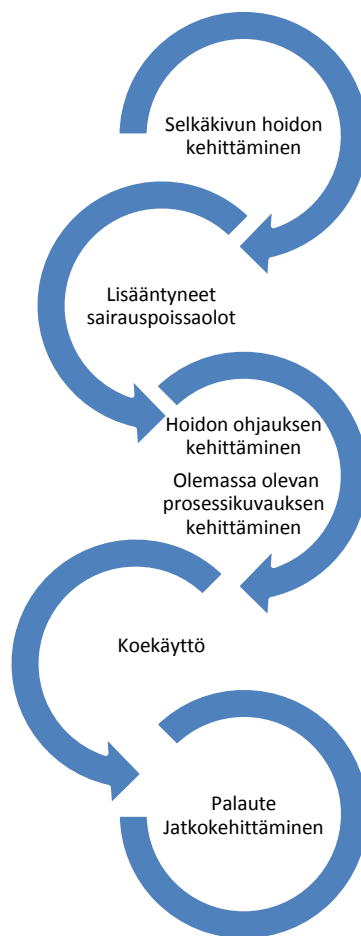 Selkäkivun hoidon
kehittäminen
Lisääntyneet
sairauspoissaolot
Hoidon ohjauksen
kehittäminen
Olemassa olevan
prosessikuvauksen
kehittäminen
Koekäyttö
Palaute
Jatkokehittäminen